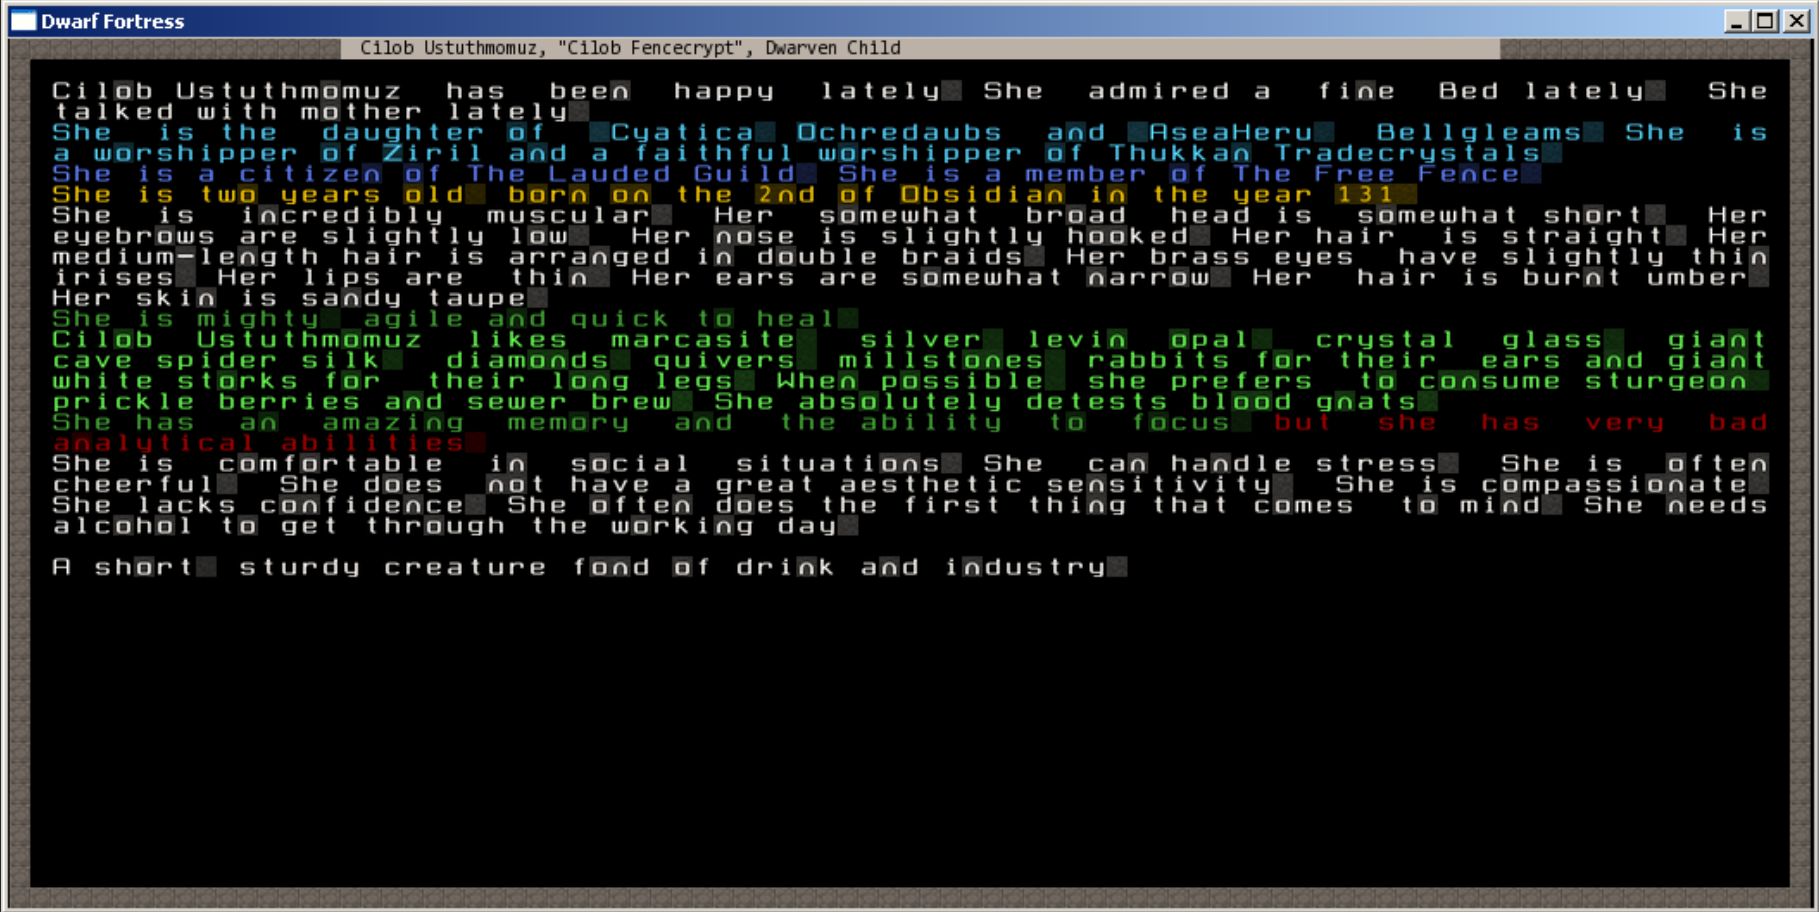 Dwarf Fortress
Cilob Ustuthmomuz, "Cilob Fencecrypt", Dwarven Child
Cilob Ustuthmomuz has been happy lately She admired a fine Bed lately She
talked with mother lately
She is the daughter of Cyatica Ochredaubs and AseaHeru Bellgleams She is
a worshipper of Ziril and a faithful worshipper of Thukkan Tradecrystals
She is a citizen of The Lauded Guild She is a member of The Free Fence
She is two years old born on the 2nd of Obsidian in the year 131
She is incredibly muscular Her somewhat broad head is somewhat short Her
eyebrows are slightly low Her nose is slightly hooked Her hair is straight Her
medium-length hair is arranged in double braids Her brass eyes have slightly thin
irises Her lips are thin Her ears are somewhat narrow Her hair is burnt umber
Her skin is sandy taupe
She is mighty agile and quick to heal
Cilob Ustuthmomuz likes marcasite silver levin opal crystal glass giant
cave spider silk diamonds quivers millstones rabbits for their ears and giant
white storks for their long legs When possible she prefers to consume sturgeon
prickle berries and sewer brew She absolutely detests blood gnats
She has an amazing memory and the ability to focus but she has very bad
analytical abilities
She is comfortable in social situations She can handle stress She is often
cheerful She does not have a great aesthetic sensitivity She is compassionate
She lacks confidence She often does the first thing that comes to mind She needs
alcohol to get through the working day
A short sturdy creature fond of drink and industry